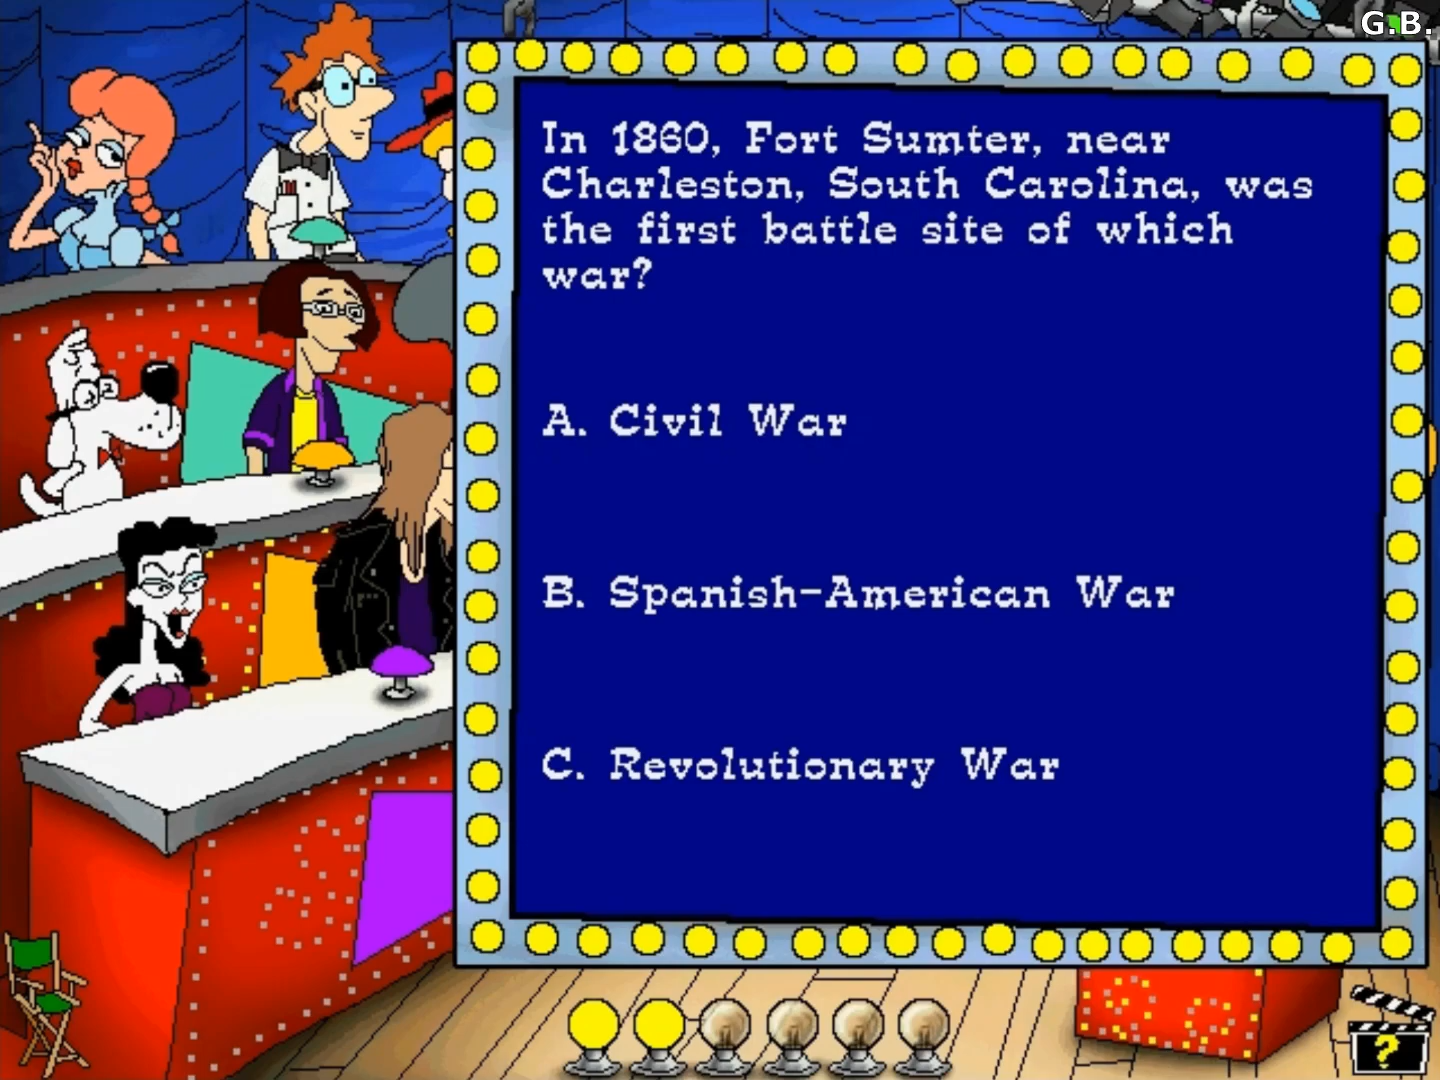 G.B.
In 1860, Fort Sumter, near
Charleston, South Carolina, was
the first battle site of which
war?
A. Civil War
B. Spanish-American War
C. Revolutionary War
?